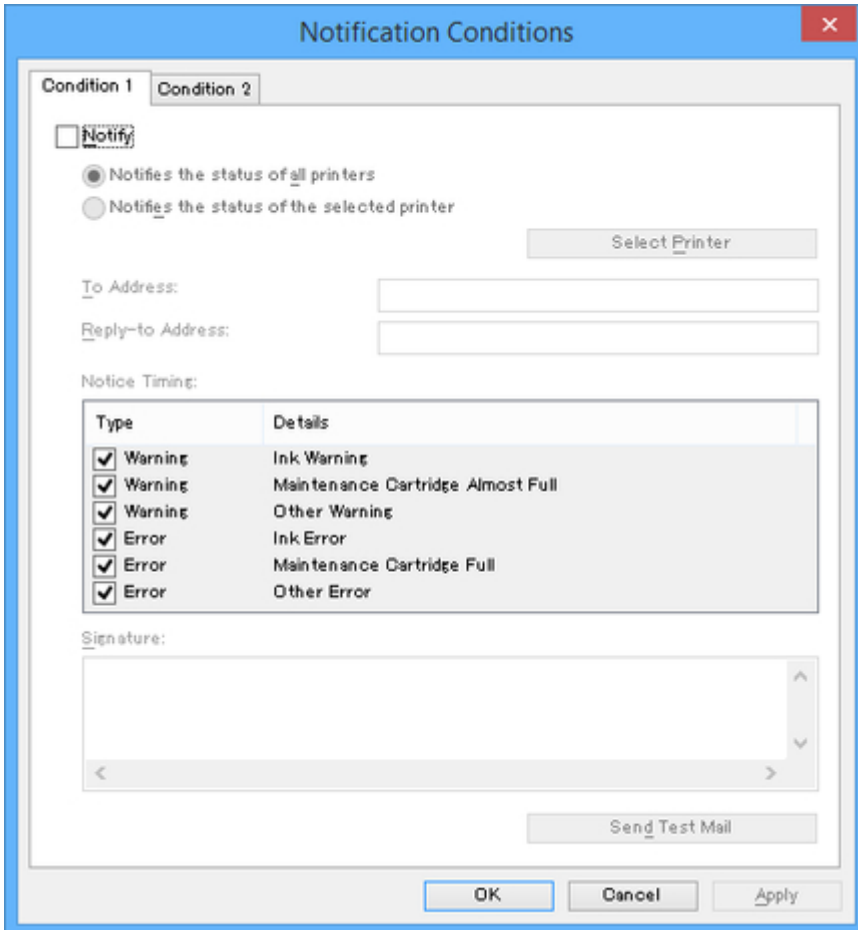 Notification Conditions
Condition 1 Condition 2
Notify
Notifies the status of all printers
Notifies the status of the selected printer
Select Printer
To Address:
Reply-to Address:
Notice Timing:
Type Details
Warning Ink Warning
Warning Maintenance Cartridge Almost Full
Warning Other Warning
Error Ink Error
Error Maintenance Cartridge Full
Error Other Error
Signature:
Send Test Mail
OK Cancel Apply